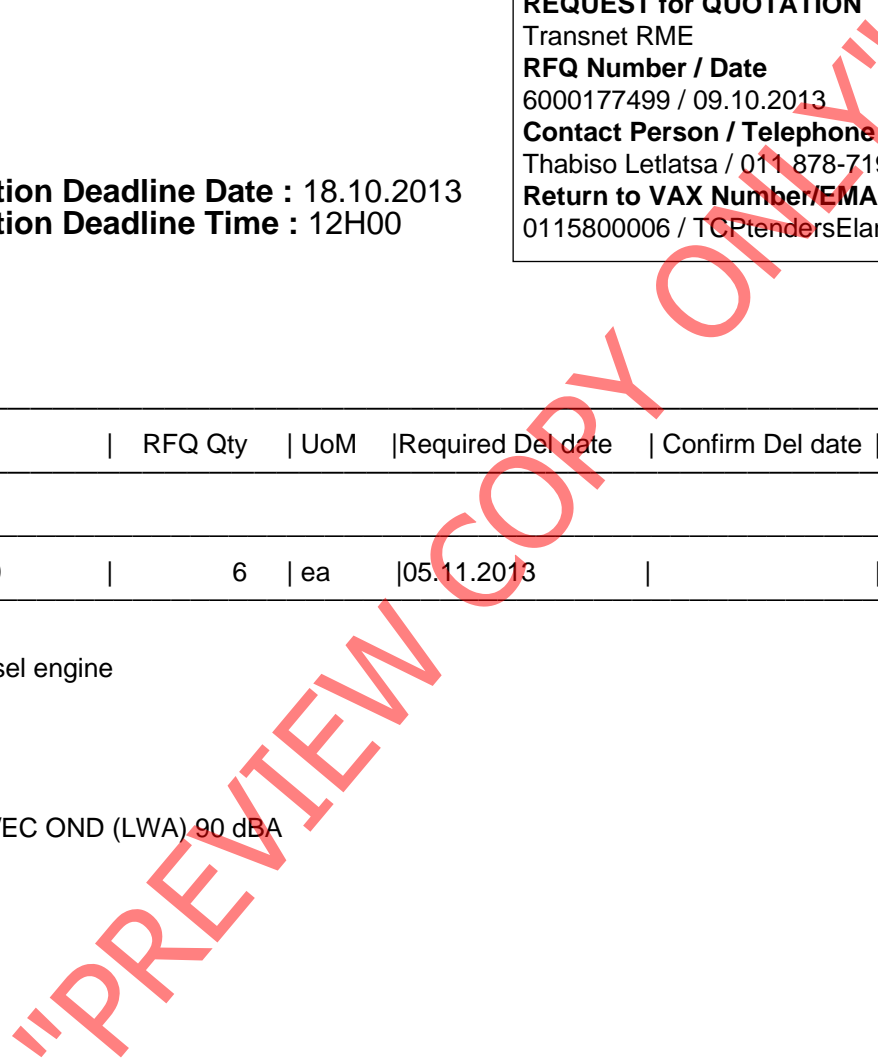 REQUEST for QUOTATION
Transnet RME
RFQ Number / Date
6000177499 / 09.10.2013
Contact Person / Telephone
Thabiso Letlatsa / 011 878-719
Return to VAX Number/EMA
0115800006 / TCPtendersElan
tion Deadline Date : 18.10.2013
tion Deadline Time : 12H00
| RFQ Qty | UoM |Required Del date | Confirm Del date |
| 6 | ea |05.11.2013 | |
sel engine
/EC OND (LWA) 90 dBA
"PREVIEW COPY ONLY"